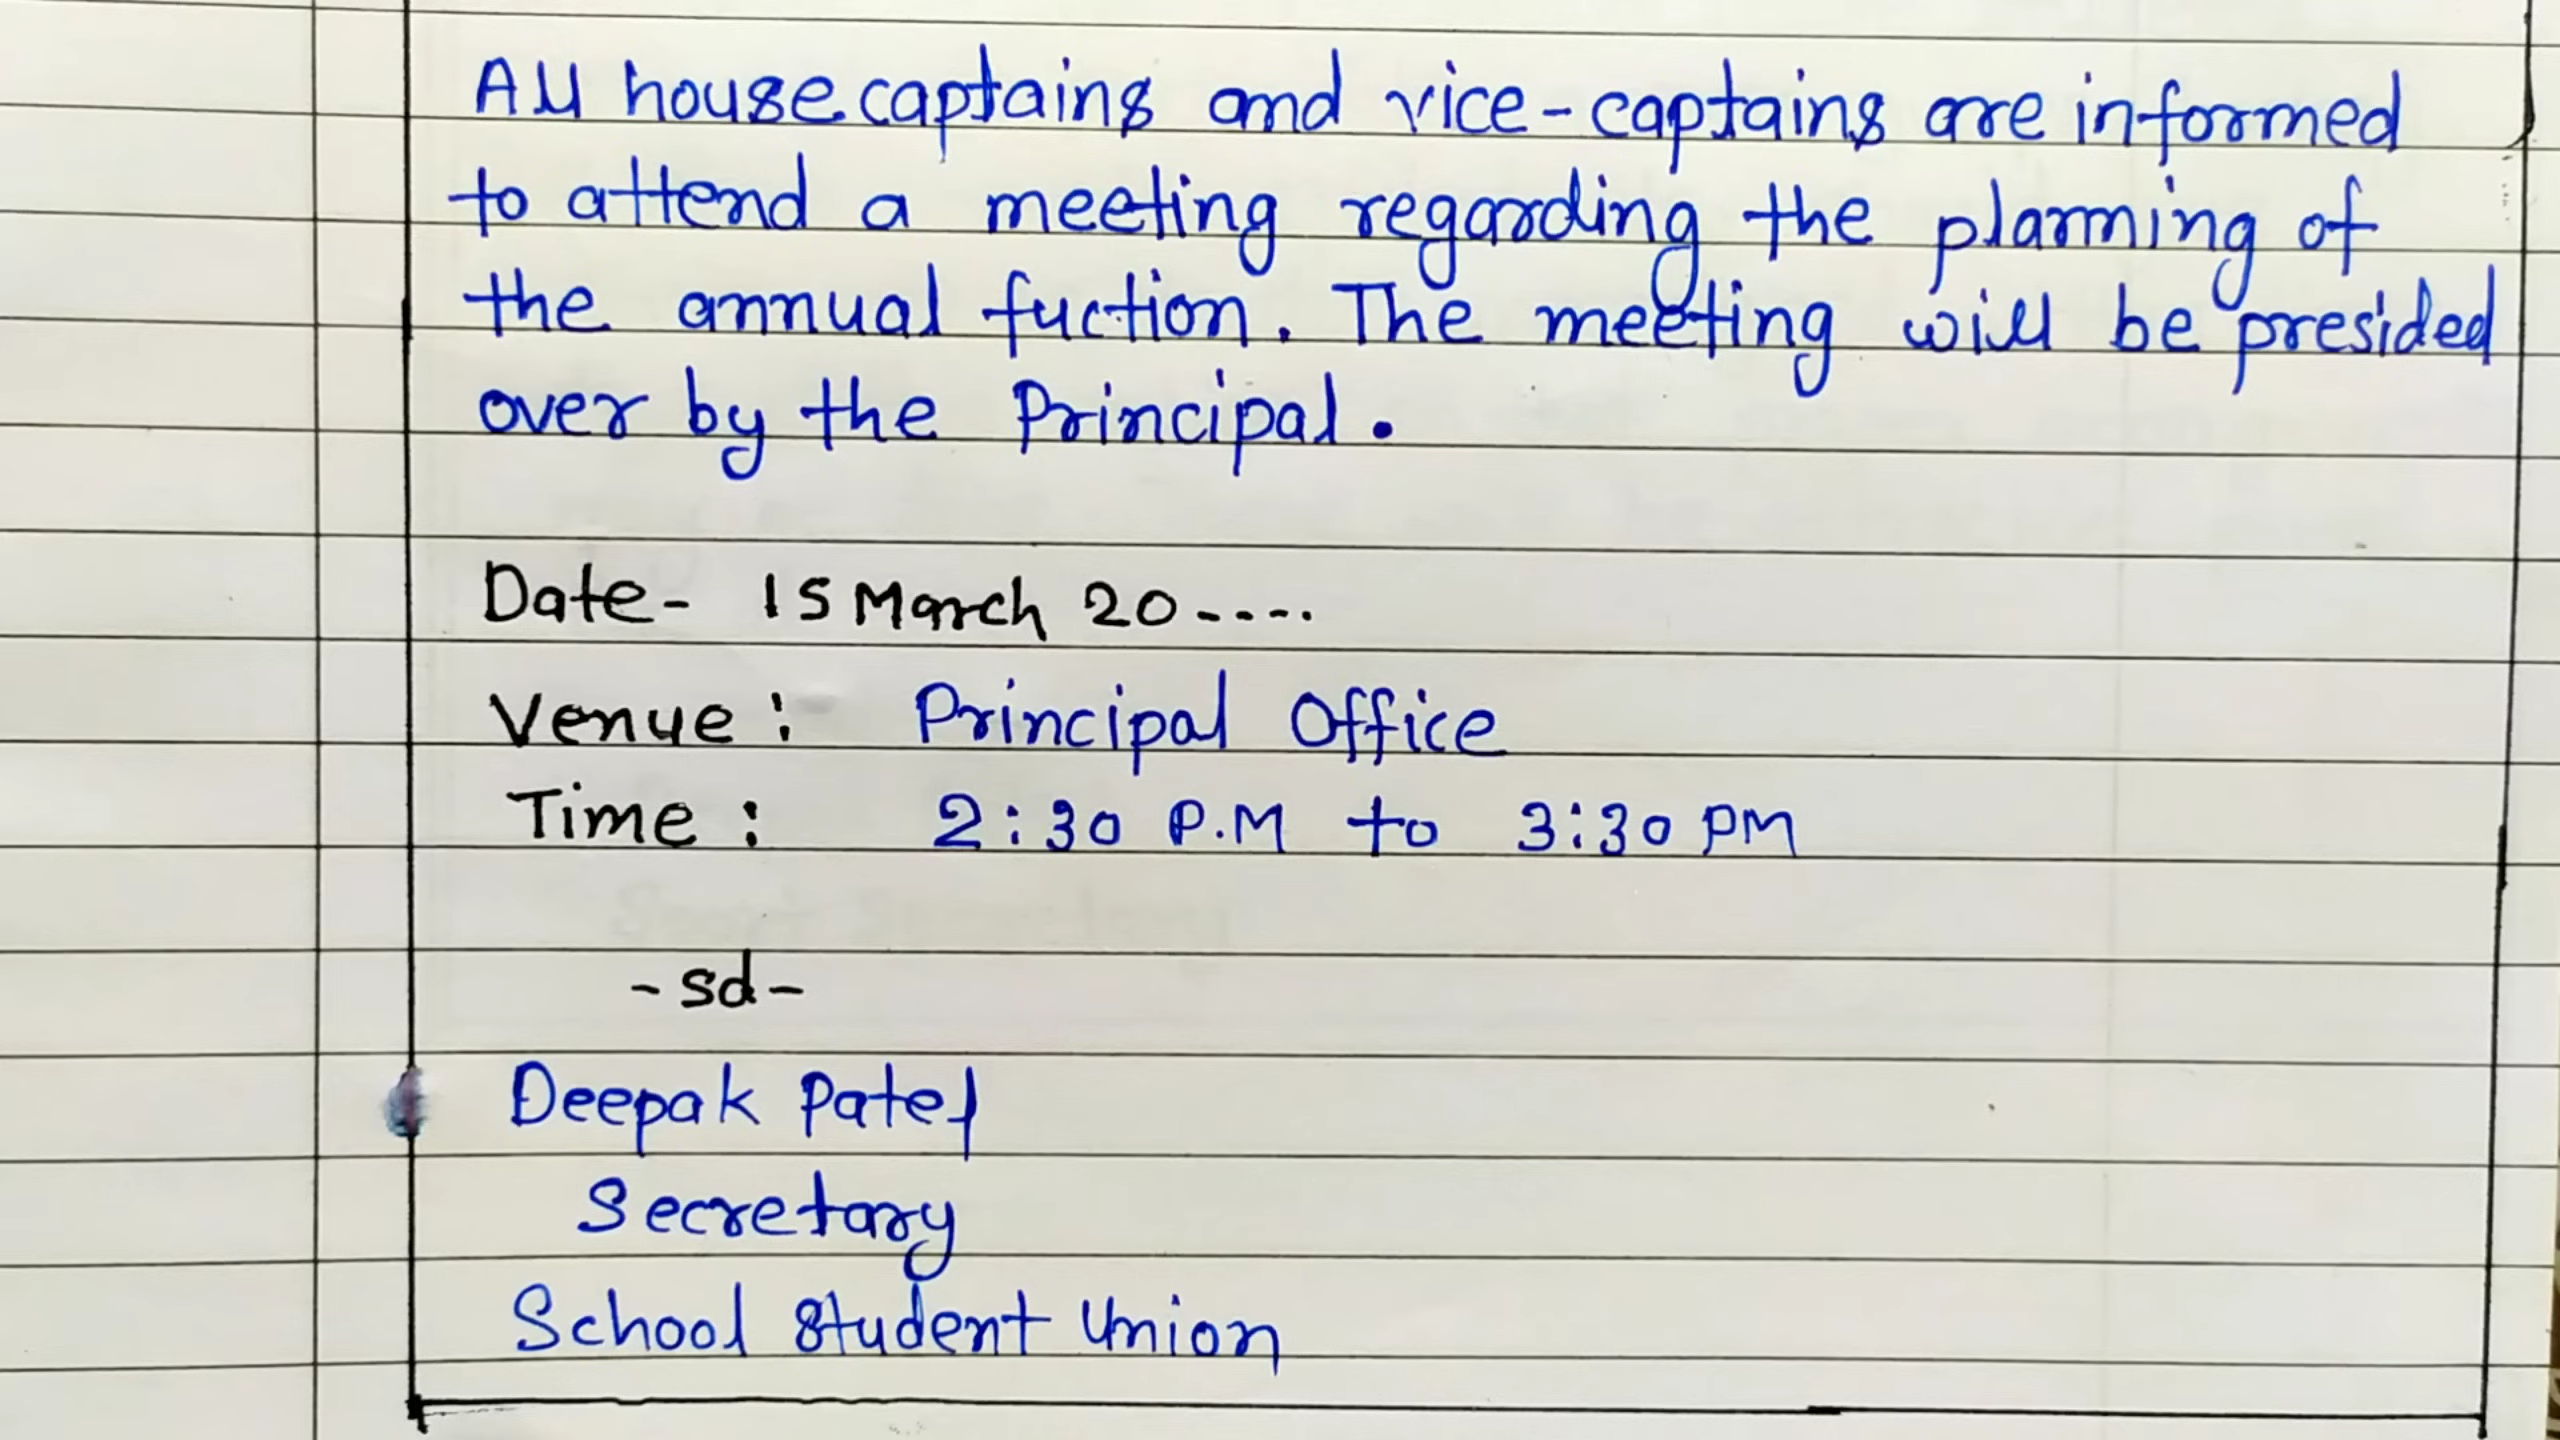 All house captains and vice-captains are informed
to attend a meeting regarding the planning of
the annual fuction. The meeting will be presided
over by the Principal.
Date- 15 March 20----.
Venue : Principal Office
Time : 2:30 P.M to 3:30 PM
- sd -
Deepak Patel
Secretary
School Student Union